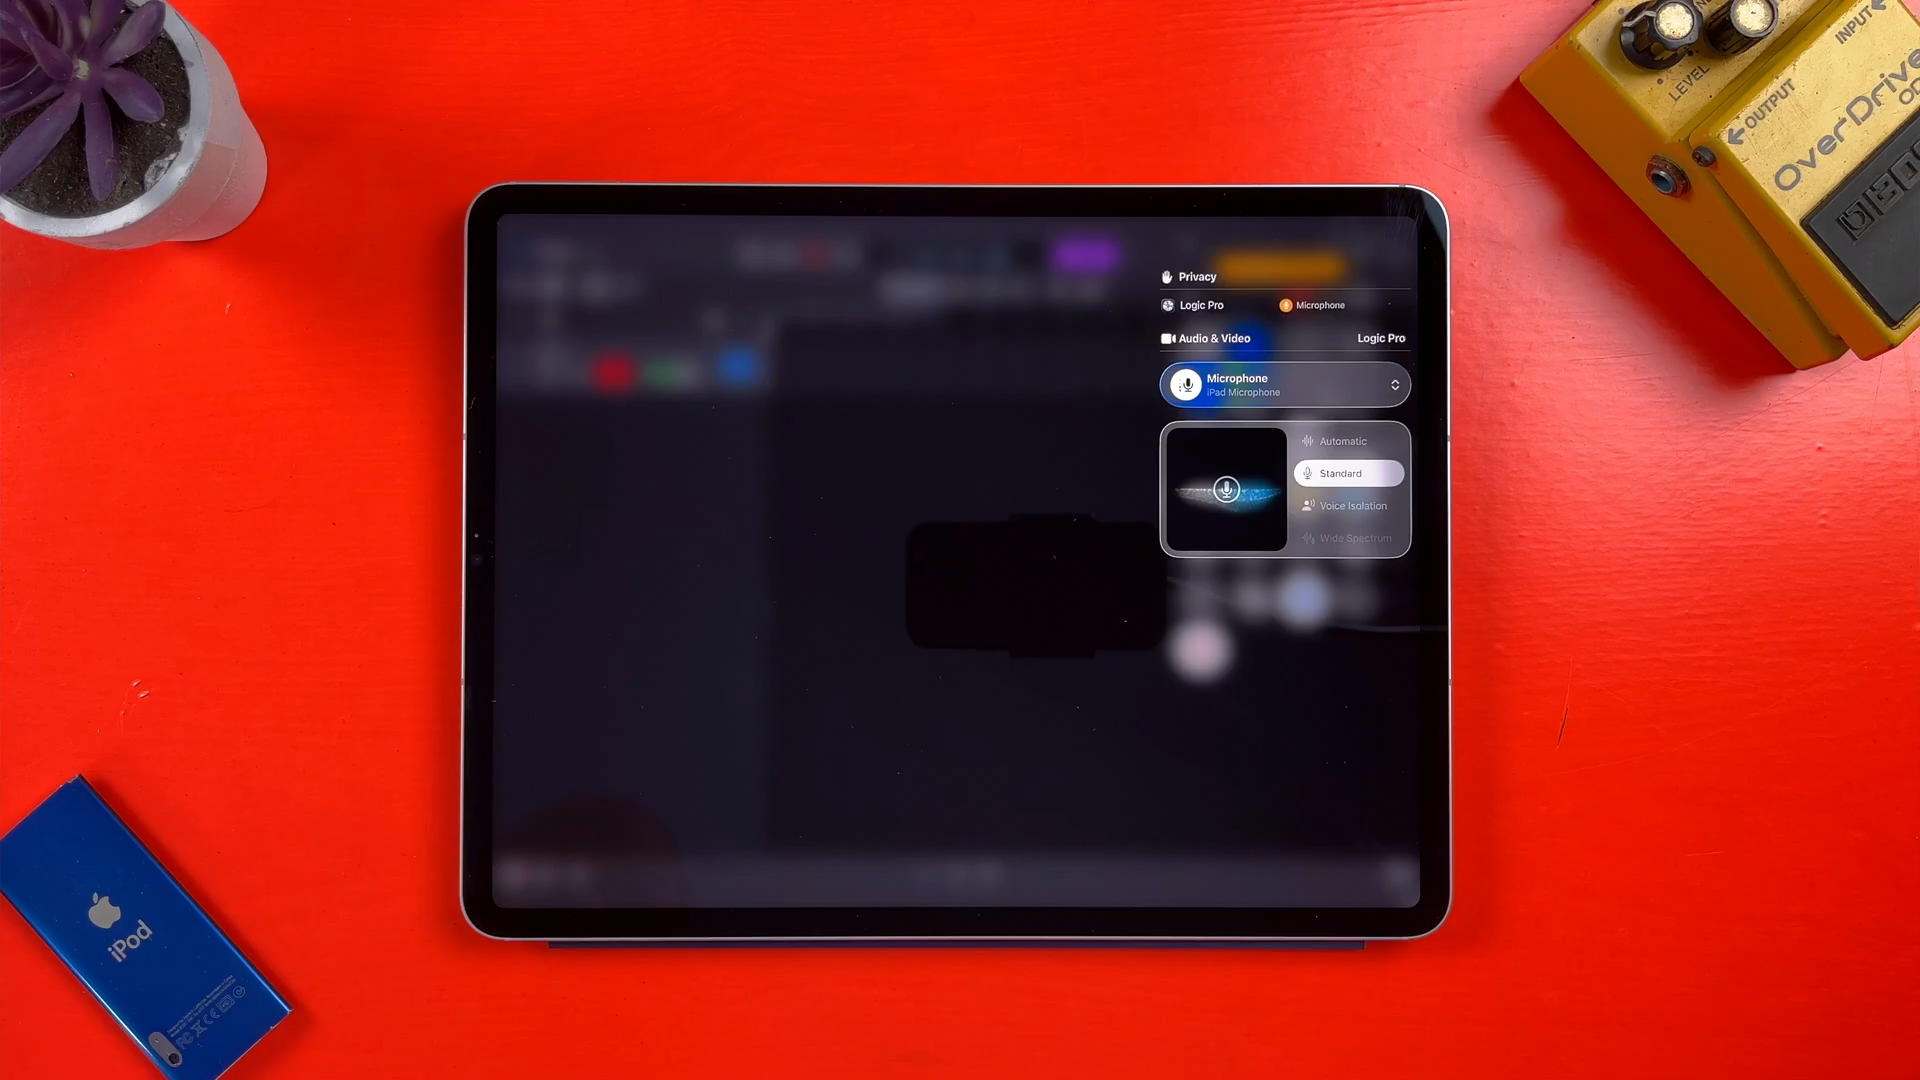 LEVEL
INPUT
OUTPUT
OverDrive
Privacy
Logic Pro
Microphone
Audio & Video
Logic Pro
Microphone
iPad Microphone
Automatic
Standard
Voice Isolation
Wide Spectrum
iPod